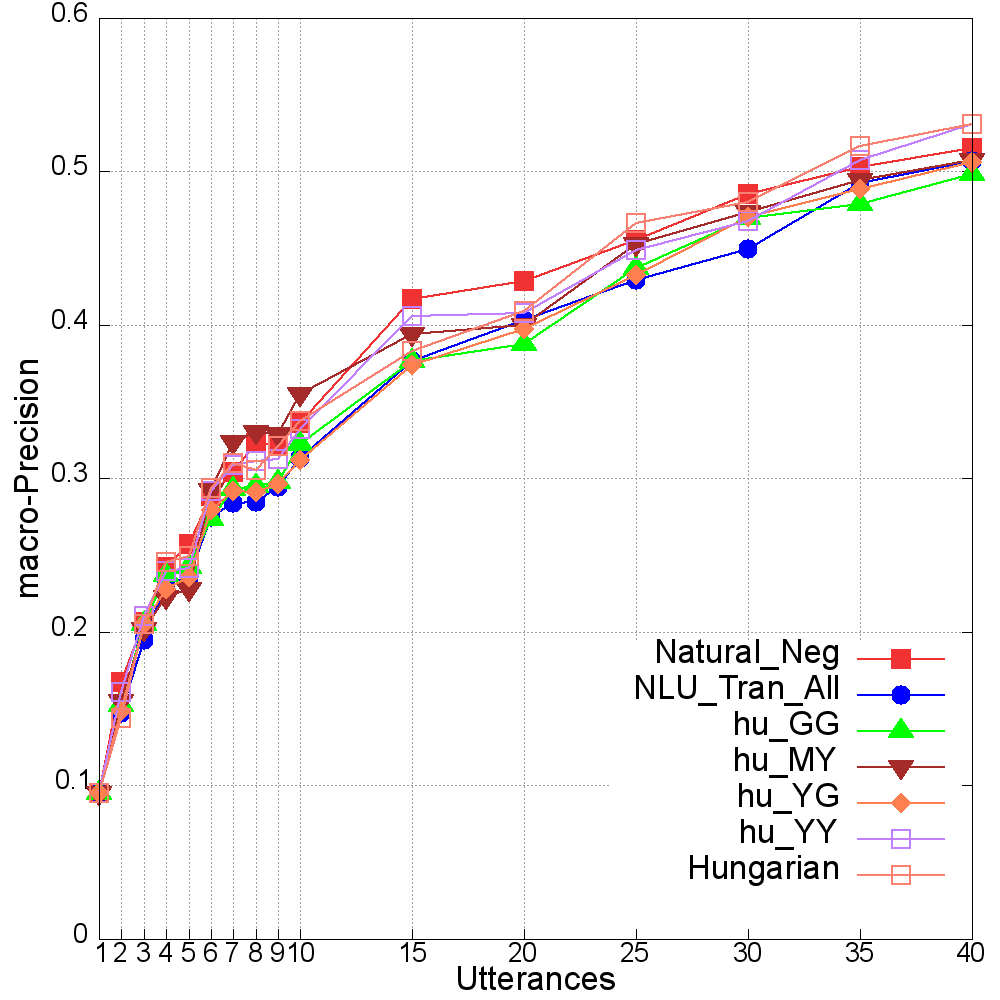 0.6
0.5
0.4
0.3
0.2
0.1
0
macro-Precision
Natural_Neg
NLU_Tran_All
hu_GG
hu_MY
hu_YG
hu_YY
Hungarian
1 2 3 4 5 6 7 8 9 10 15 20 25 30 35 40
Utterances